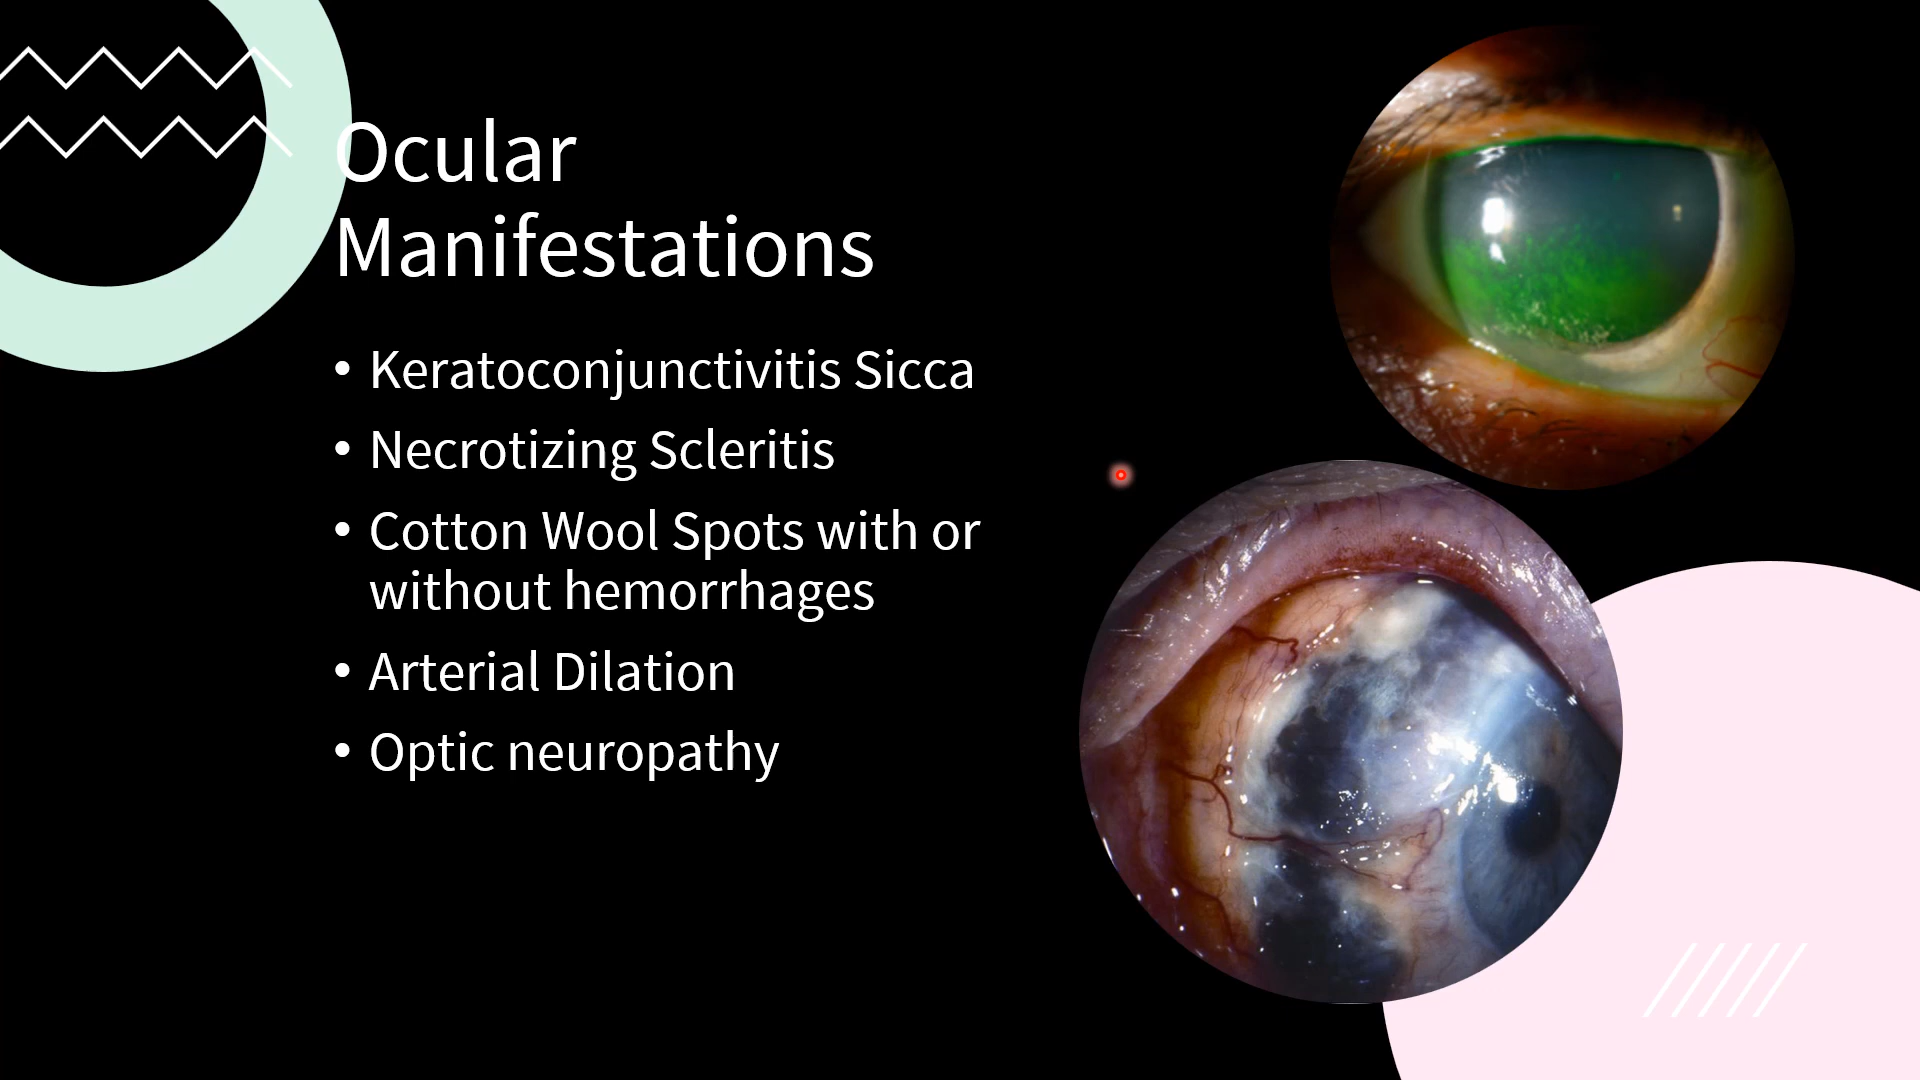 Ocular
Manifestations
• Keratoconjunctivitis Sicca
• Necrotizing Scleritis
• Cotton Wool Spots with or
without hemorrhages
• Arterial Dilation
• Optic neuropathy